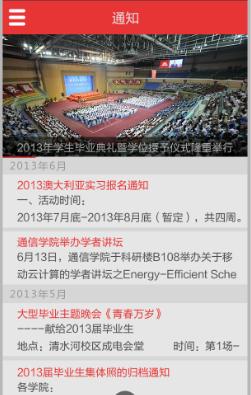 通知
2013年学生毕业典礼暨学位授予仪式隆重举行
2013年6月
2013澳大利亚实习报名通知
一、活动时间：
2013年7月底-2013年8月底（暂定），共四周。
通信学院举办学者讲坛
6月13日，通信学院于科研楼B108举办关于移
动云计算的学者讲坛之Energy-Efficient Sche
2013年5月
大型毕业主题晚会《青春万岁》
----献给2013届毕业生
地点：清水河校区成电会堂 时间：第1场-
2013届毕业生集体照的归档通知
各学院：